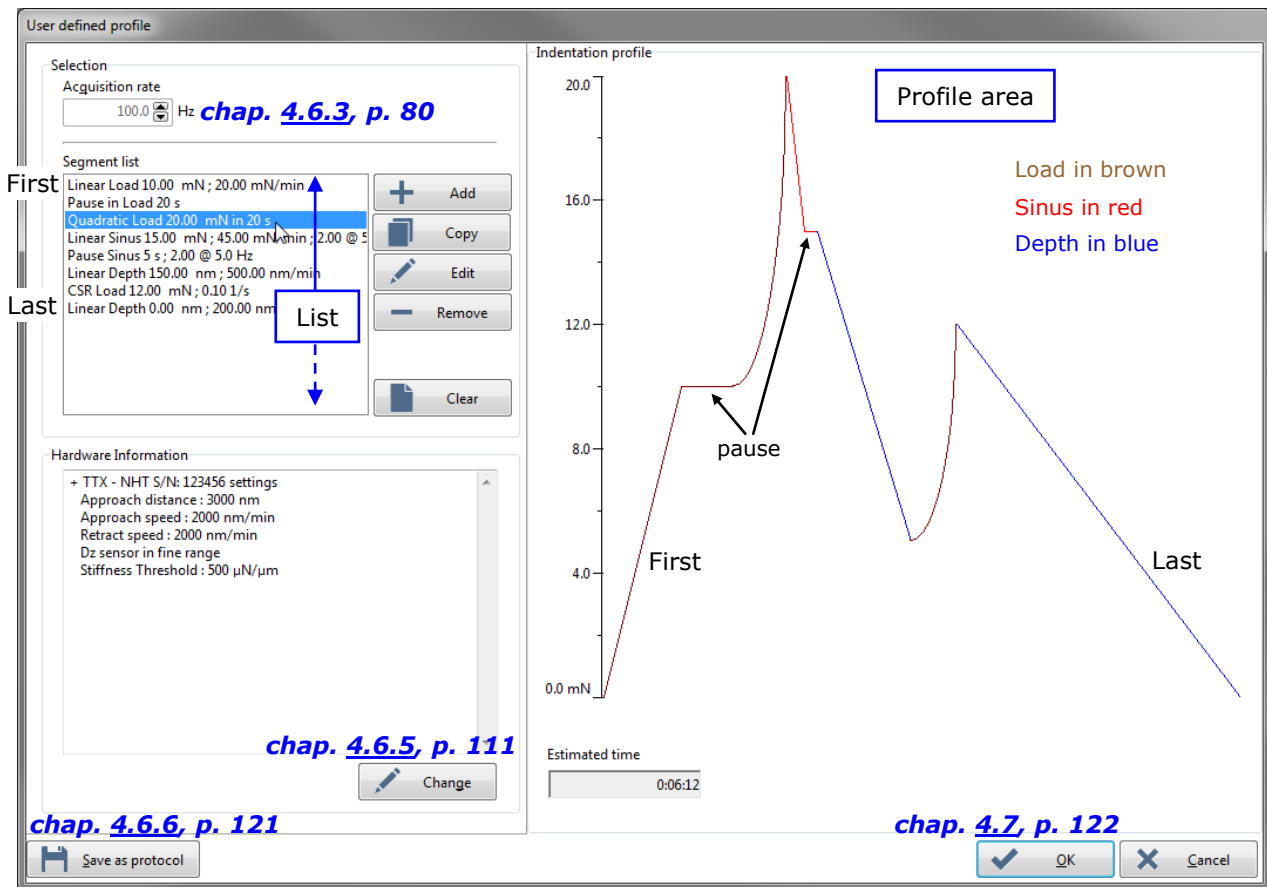 User defined profile
Selection
Acquisition rate
100.0 Hz chap. 4.6.3, p. 80
Segment list
First
Linear Load 10.00 mN ; 20.00 mN/min
Pause in Load 20 s
Quadratic Load 20.00 mN in 20 s
Linear Sinus 15.00 mN ; 45.00 mN/min ; 2.00 @ 5
Pause Sinus 5 s ; 2.00 @ 5.0 Hz
Linear Depth 150.00 nm ; 500.00 nm/min
CSR Load 12.00 mN ; 0.10 1/s
Last
Linear Depth 0.00 nm ; 200.00 nm
List
Add
Copy
Edit
Remove
Clear
Hardware Information
+ TTX - NHT S/N: 123456 settings
Approach distance : 3000 nm
Approach speed : 2000 nm/min
Retract speed : 2000 nm/min
Dz sensor in fine range
Stiffness Threshold : 500 µN/µm
chap. 4.6.5, p. 111
Change
chap. 4.6.6, p. 121
Save as protocol
Indentation profile
Profile area
Load in brown
Sinus in red
Depth in blue
20.0
16.0
12.0
8.0
4.0
0.0 mN
pause
First
Last
Estimated time
0:06:12
chap. 4.7, p. 122
OK
Cancel